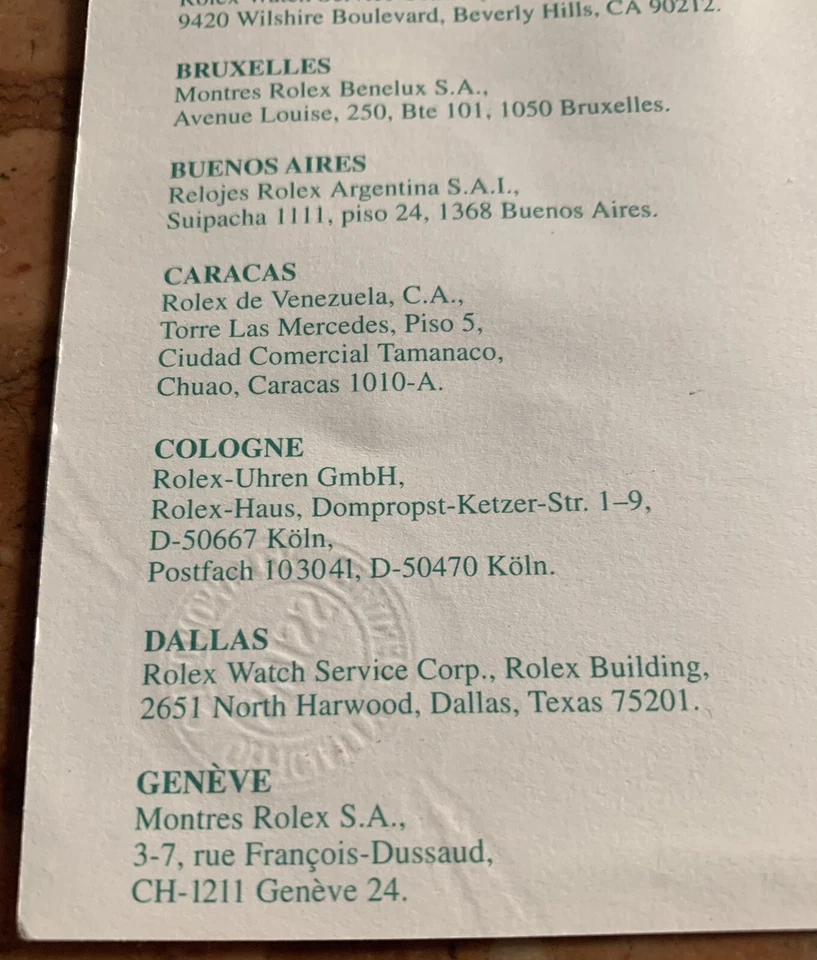 9420 Wilshire Boulevard, Beverly Hills, CA 90212.
BRUXELLES
Montres Rolex Benelux S.A.,
Avenue Louise, 250, Bte 101, 1050 Bruxelles.
BUENOS AIRES
Relojes Rolex Argentina S.A.I.,
Suipacha 1111, piso 24, 1368 Buenos Aires.
CARACAS
Rolex de Venezuela, C.A.,
Torre Las Mercedes, Piso 5,
Ciudad Comercial Tamanaco,
Chuao, Caracas 1010-A.
COLOGNE
Rolex-Uhren GmbH,
Rolex-Haus, Dompropst-Ketzer-Str. 1–9,
D-50667 Köln,
Postfach 103041, D-50470 Köln.
DALLAS
Rolex Watch Service Corp., Rolex Building,
2651 North Harwood, Dallas, Texas 75201.
GENÈVE
Montres Rolex S.A.,
3-7, rue François-Dussaud,
CH-1211 Genève 24.